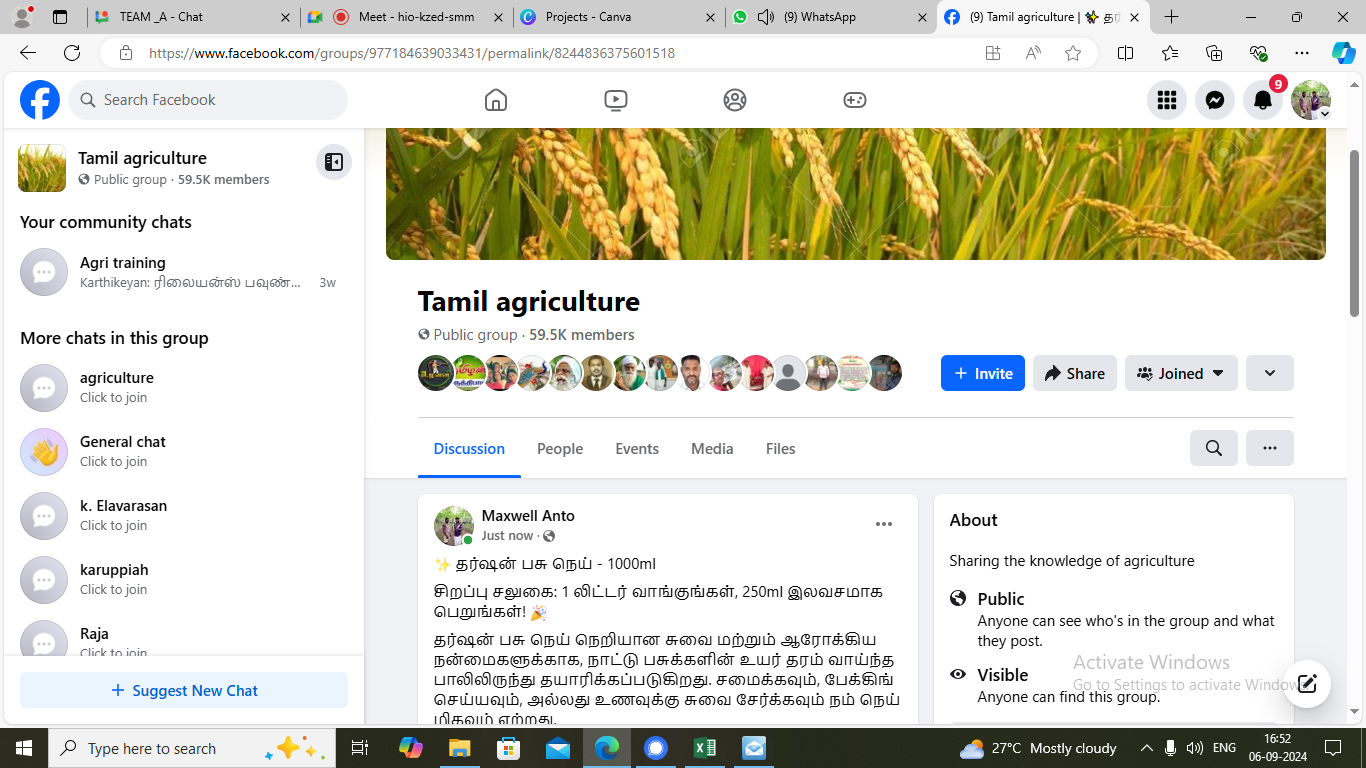 TEAM _A - Chat
Meet - hio-kzed-smm
Projects - Canva
(9) WhatsApp
(9) Tamil agriculture | ✨ தர்
https://www.facebook.com/groups/977184639033431/permalink/8244836375601518
Search Facebook
9
Tamil agriculture
Public group · 59.5K members
Your community chats
Agri training
Karthikeyan: ரிலையன்ஸ் பவுண்... 3w
More chats in this group
agriculture
Click to join
General chat
Click to join
k. Elavarasan
Click to join
karuppiah
Click to join
Raja
Click to join
+ Suggest New Chat
Tamil agriculture
Public group · 59.5K members
+ Invite
Share
Joined
Discussion People Events Media Files
Maxwell Anto
Just now ·
✨ தர்ஷன் பசு நெய் - 1000ml
சிறப்பு சலுகை: 1 லிட்டர் வாங்குங்கள், 250ml இலவசமாக
பெறுங்கள்! 🎉
தர்ஷன் பசு நெய் நெறியான சுவை மற்றும் ஆரோக்கிய
நன்மைகளுக்காக, நாட்டு பசுக்களின் உயர் தரம் வாய்ந்த
பாலிலிருந்து தயாரிக்கப்படுகிறது. சமைக்கவும், பேக்கிங்
செய்யவும், அல்லது உணவுக்கு சுவை சேர்க்கவும் நம் நெய்
மிகவும் ஏற்றது.
About
Sharing the knowledge of agriculture
Public
Anyone can see who's in the group and what
they post.
Visible
Anyone can find this group.
Activate Windows
Go to Settings to activate Windows
Type here to search
27°C Mostly cloudy
ENG
16:52
06-09-2024